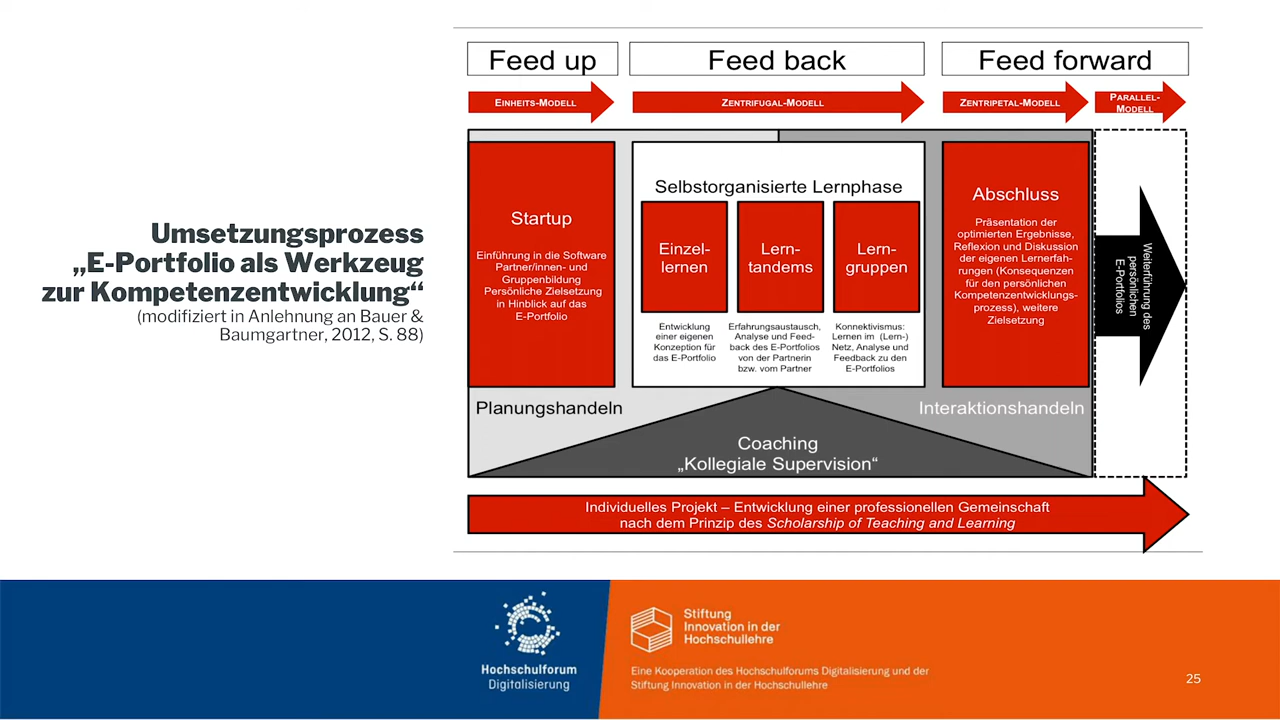 Umsetzungsprozess
„E-Portfolio als Werkzeug
zur Kompetenzentwicklung“
(modifiziert in Anlehnung an Bauer &
Baumgartner, 2012, S. 88)
Feed up
Feed back
Feed forward
EINHEITS-MODELL
ZENTRIFUGAL-MODELL
ZENTRIPETAL-MODELL
PARALLEL-
MODELL
Startup
Einführung in die Software
Partner/innen- und
Gruppenbildung
Persönliche Zielsetzung
in Hinblick auf das
E-Portfolio
Selbstorganisierte Lernphase
Einzel-
lernen
Lern-
tandems
Lern-
gruppen
Entwicklung
einer eigenen
Konzeption für
das E-Portfolio
Erfahrungsaustausch,
Analyse und Feed-
back des E-Portfolios
von der Partnerin
bzw. vom Partner
Konnektivismus:
Lernen im (Lern-)
Netz, Analyse und
Feedback zu den
E-Portfolios
Abschluss
Präsentation der
optimierten Ergebnisse,
Reflexion und Diskussion
der eigenen Lernerfah-
rungen (Konsequenzen
für den persönlichen
Kompetenzentwicklungs-
prozess), weitere
Zielsetzung
Weiterführung des
persönlichen
E-Portfolios
Planungshandeln
Interaktionshandeln
Coaching
„Kollegiale Supervision“
Individuelles Projekt – Entwicklung einer professionellen Gemeinschaft
nach dem Prinzip des Scholarship of Teaching and Learning
Hochschulforum
Digitalisierung
Stiftung
Innovation in der
Hochschullehre
Eine Kooperation des Hochschulforums Digitalisierung und der
Stiftung Innovation in der Hochschullehre
25